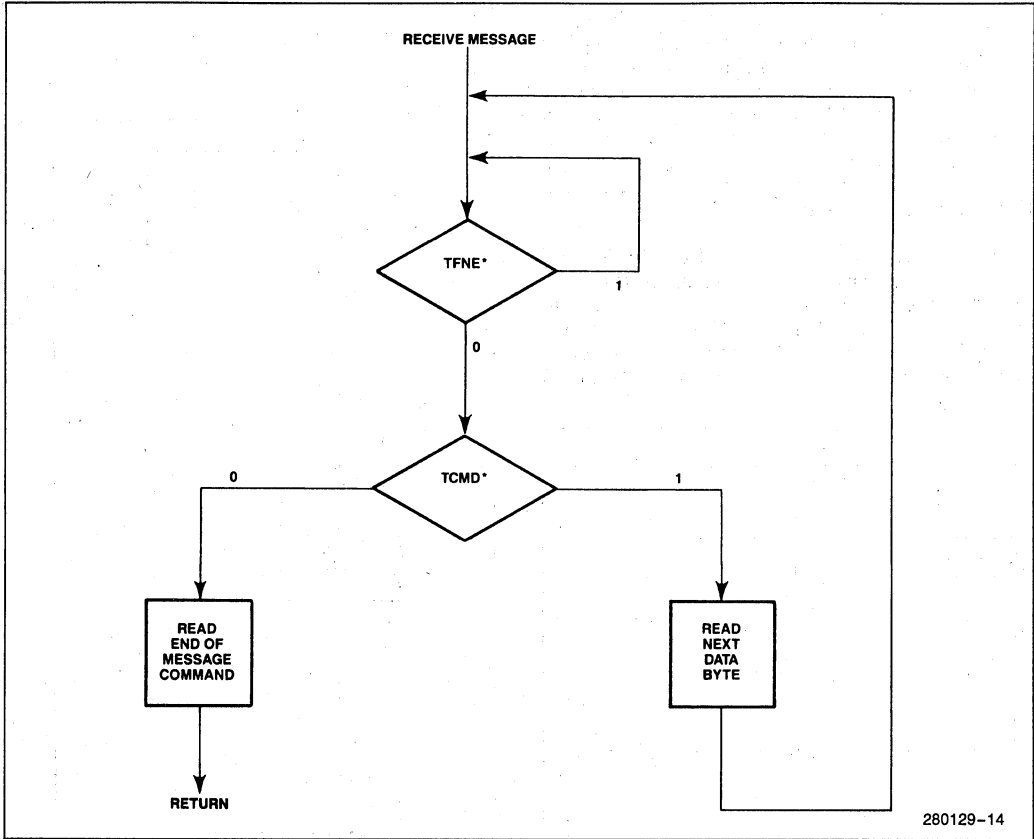 RECEIVE MESSAGE
TFNE*
1
0
TCMD*
0
1
READ
END OF
MESSAGE
COMMAND
READ
NEXT
DATA
BYTE
RETURN
280129-14